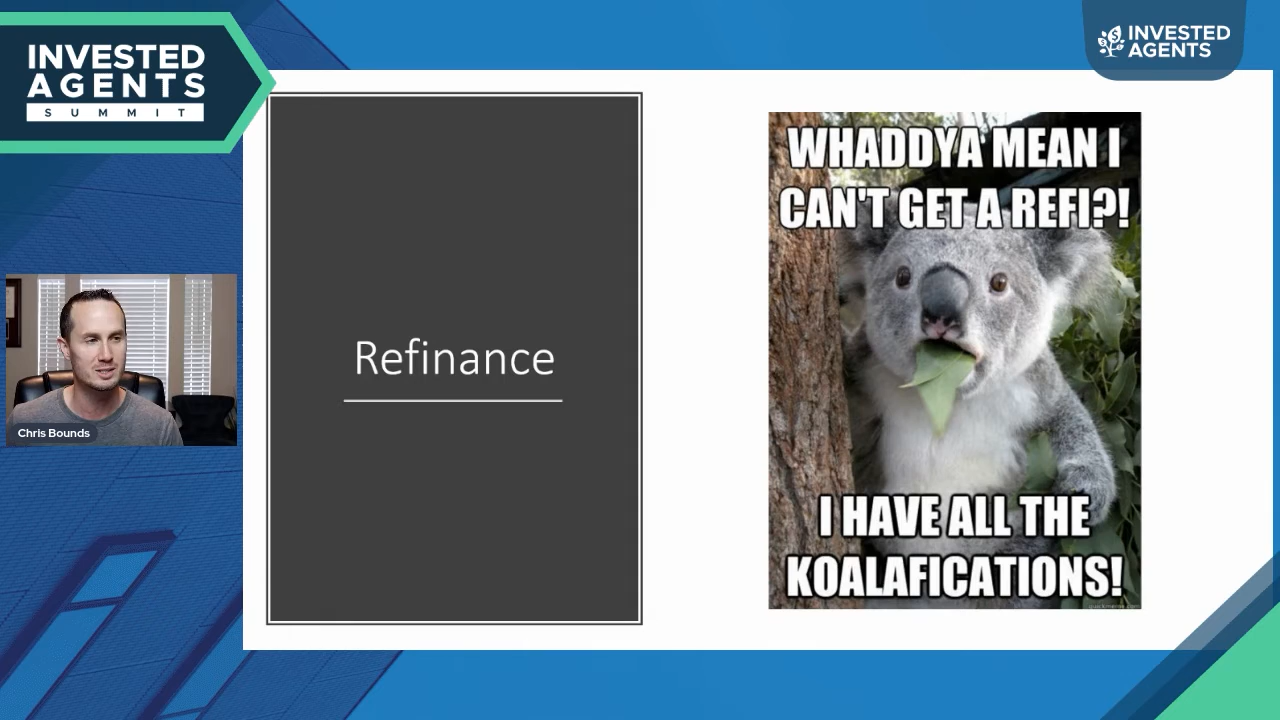 INVESTED
AGENTS
SUMMIT
INVESTED
AGENTS
Refinance
WHADDYA MEAN I
CAN'T GET A REFI?!
I HAVE ALL THE
KOALAFICATIONS!
Chris Bounds